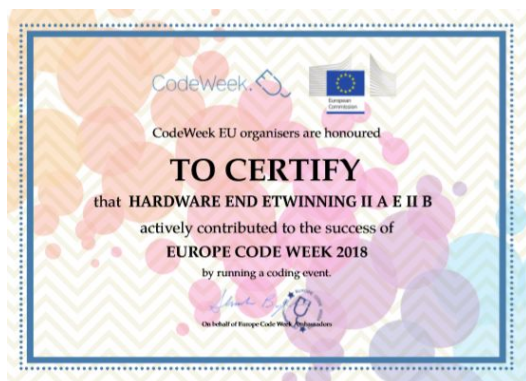 CodeWeek.EU
European
Commission
CodeWeek EU organisers are honoured
TO CERTIFY
that HARDWARE END ETWINNING II A E II B
actively contributed to the success of
EUROPE CODE WEEK 2018
by running a coding event.
On behalf of Europe Code Week Ambassadors